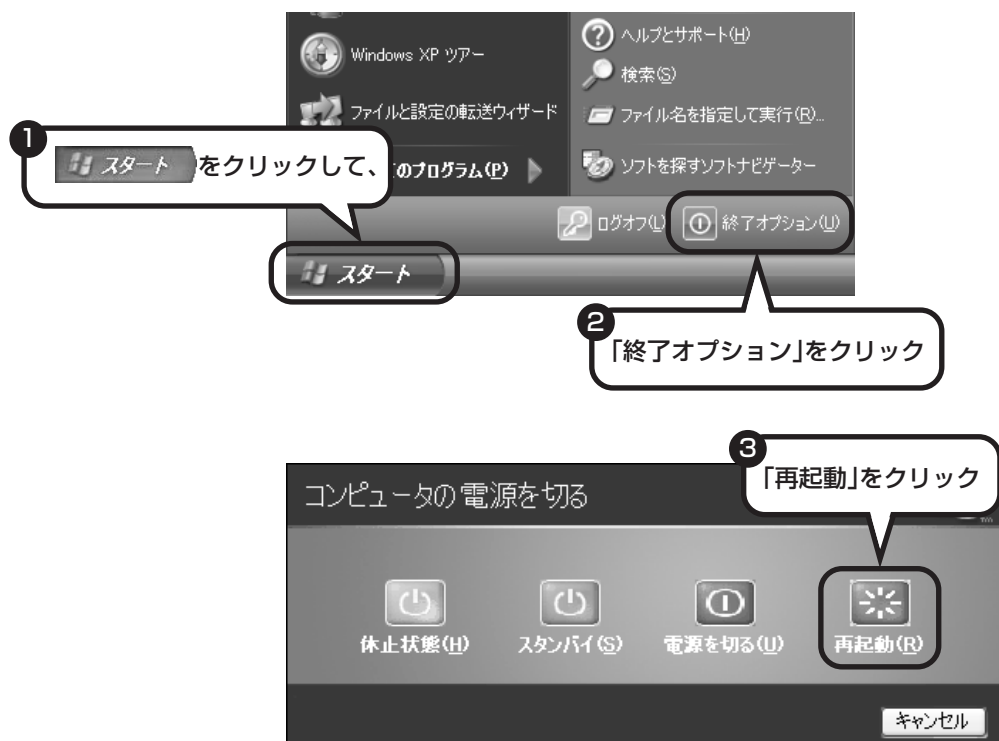 Windows XP ツアー
ファイルと設定の転送ウィザード
のプログラム(P)
ヘルプとサポート(H)
検索(S)
ファイル名を指定して実行(R)...
ソフトを探すソフトナビゲーター
❶
スタート をクリックして、
ログオフ(L) 終了オプション(U)
スタート
❷
「終了オプション」をクリック
❸
「再起動」をクリック
コンピュータの電源を切る
休止状態(H) スタンバイ(S) 電源を切る(U) 再起動(R)
キャンセル